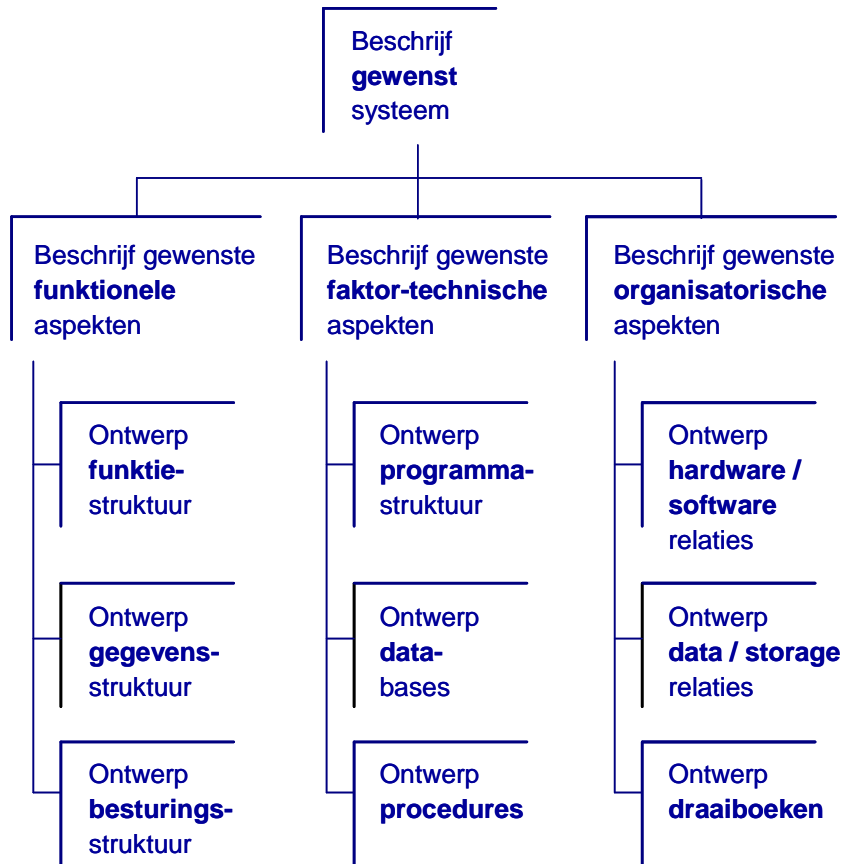 Beschrijf
gewenst
systeem
Beschrijf gewenste
funktionele
aspekten
Beschrijf gewenste
faktor-technische
aspekten
Beschrijf gewenste
organisatorische
aspekten
Ontwerp
funktie-
struktuur
Ontwerp
programma-
struktuur
Ontwerp
hardware /
software
relaties
Ontwerp
gegevens-
struktuur
Ontwerp
data-
bases
Ontwerp
data / storage
relaties
Ontwerp
besturings-
struktuur
Ontwerp
procedures
Ontwerp
draaiboeken